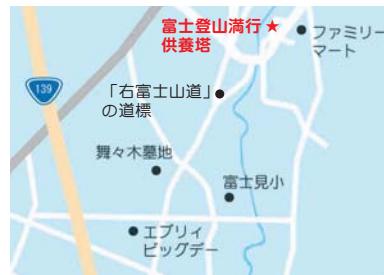 富士登山満行★
供養塔
ファミリー
マート
139
「右富士山道」
の道標
舞々木墓地
富士見小
エブリィ
ビッグデー